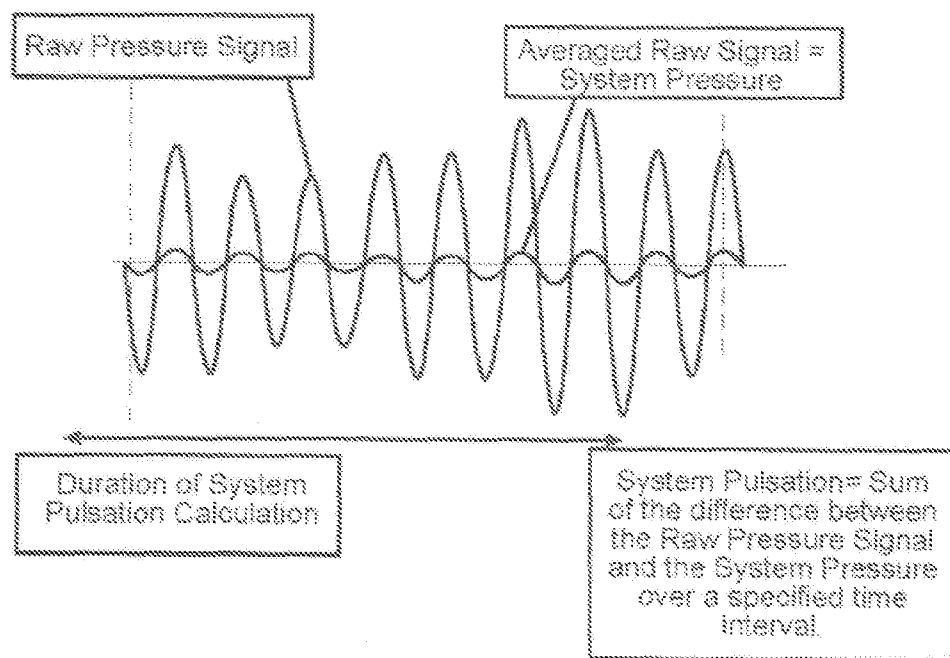 Raw Pressure Signal
Averaged Raw Signal =
System Pressure
Duration of System
Pulsation Calculation
System Pulsation= Sum
of the difference between
the Raw Pressure Signal
and the System Pressure
over a specified time
interval.